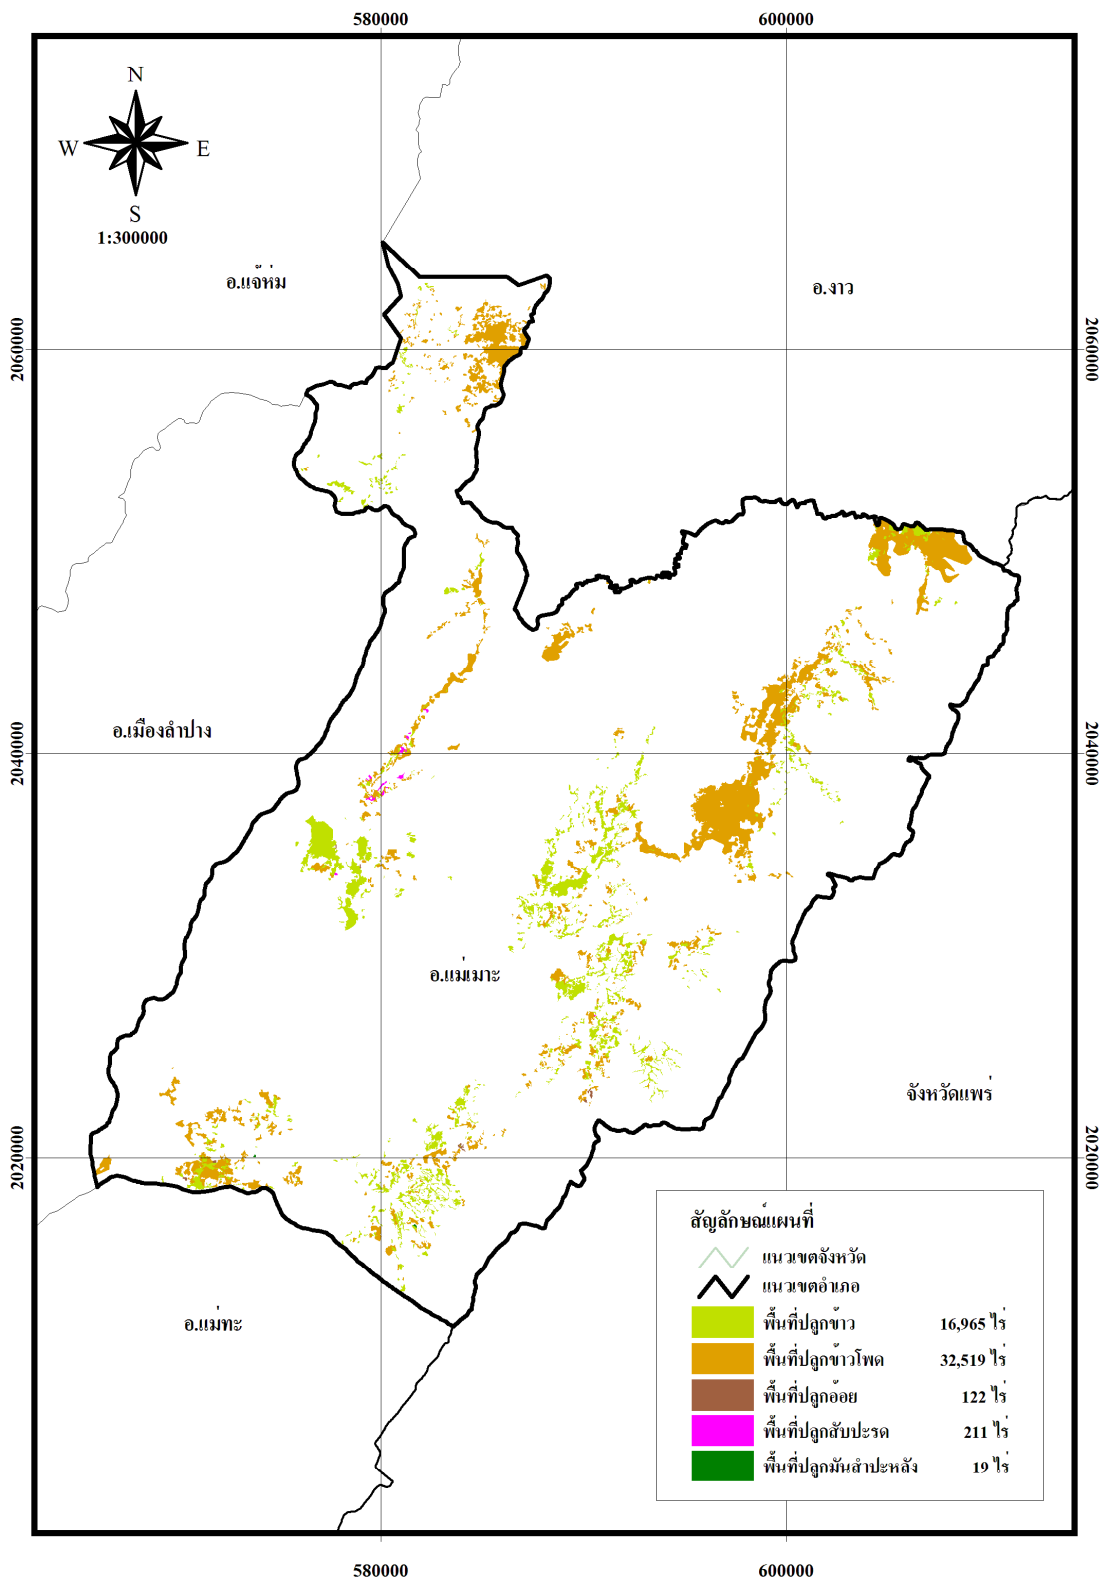 580000 600000
N
W E
S
1:300000
อ.แจ้ห่ม
อ.งาว
2060000 2060000
อ.เมืองลำปาง
2040000 2040000
อ.แม่เมาะ
จังหวัดแพร่
2020000 2020000
อ.แม่ทะ
สัญลักษณ์แผนที่
แนวเขตจังหวัด
แนวเขตอำเภอ
พื้นที่ปลูกข้าว 16,965 ไร่
พื้นที่ปลูกข้าวโพด 32,519 ไร่
พื้นที่ปลูกอ้อย 122 ไร่
พื้นที่ปลูกสับปะรด 211 ไร่
พื้นที่ปลูกมันสำปะหลัง 19 ไร่
580000 600000